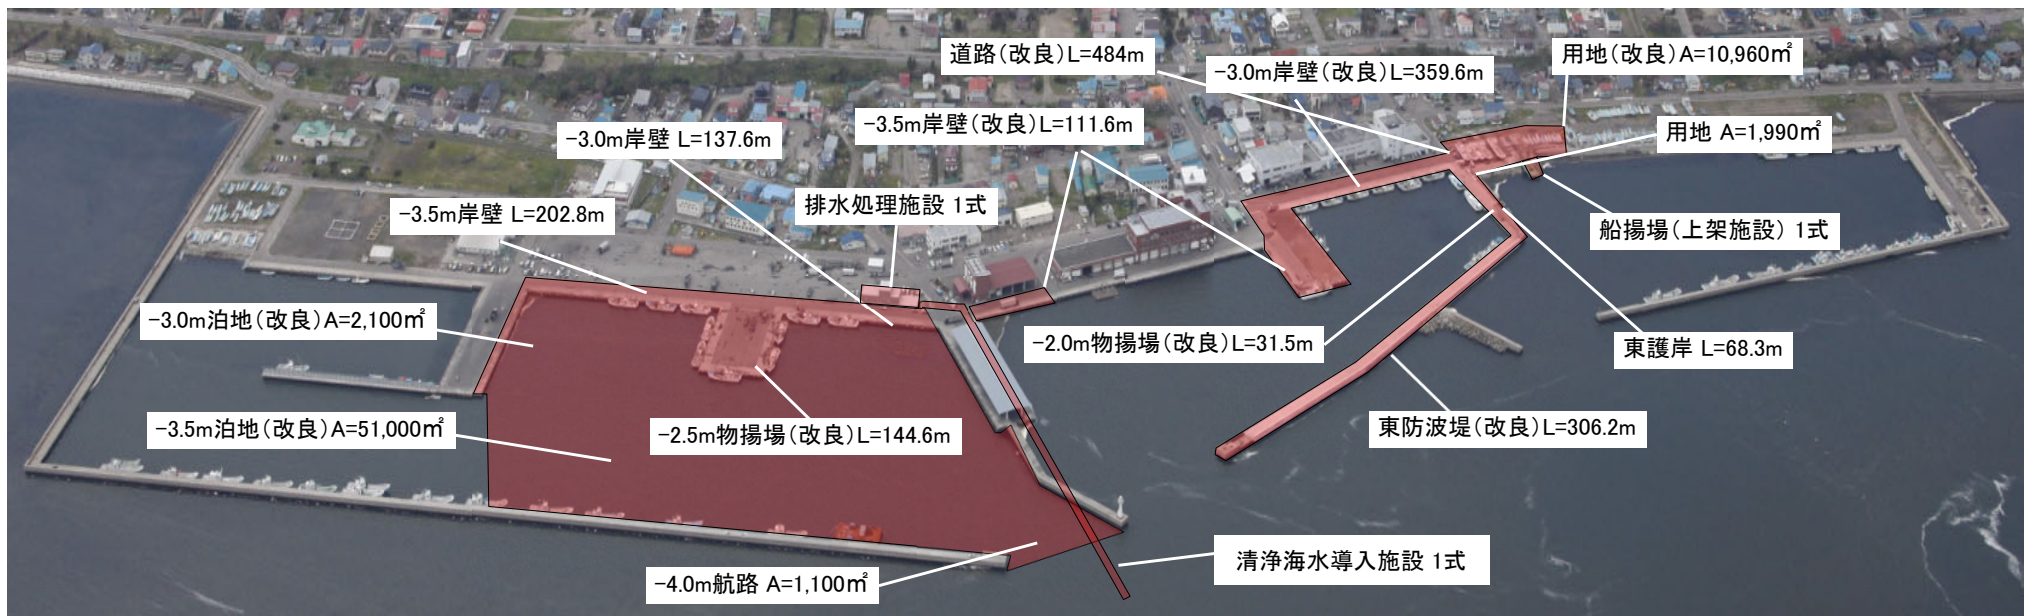 道路(改良)L=484m
用地(改良)A=10,960㎡
-3.0m岸壁(改良)L=359.6m
-3.5m岸壁(改良)L=111.6m
用地 A=1,990㎡
-3.0m岸壁 L=137.6m
排水処理施設 1式
-3.5m岸壁 L=202.8m
船揚場(上架施設) 1式
-3.0m泊地(改良)A=2,100㎡
-2.0m物揚場(改良)L=31.5m
東護岸 L=68.3m
-3.5m泊地(改良)A=51,000㎡
-2.5m物揚場(改良)L=144.6m
東防波堤(改良)L=306.2m
清浄海水導入施設 1式
-4.0m航路 A=1,100㎡